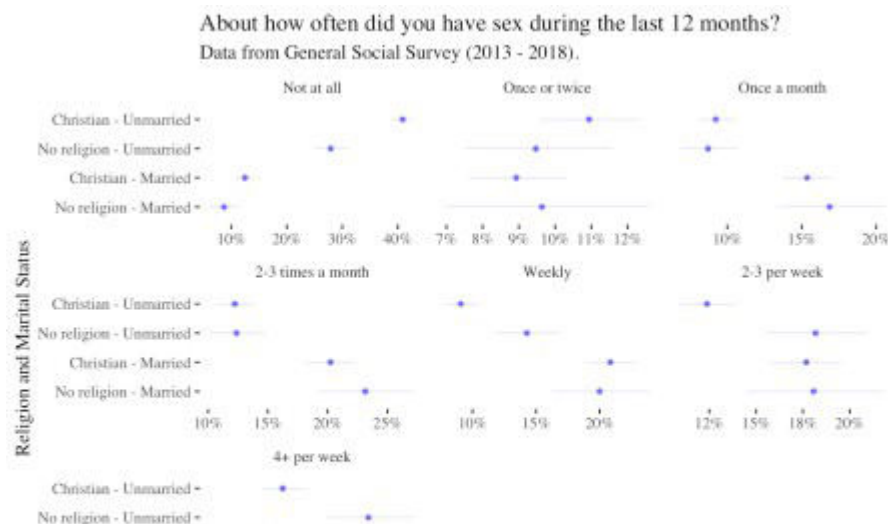 About how often did you have sex during the last 12 months?
Data from General Social Survey (2013 - 2018).
Not at all
Once or twice
Once a month
Christian - Unmarried
No religion - Unmarried
Christian - Married
No religion - Married
10% 20% 30% 40%
7% 8% 9% 10% 11% 12%
10% 15% 20%
Religion and Marital Status
2-3 times a month
Weekly
2-3 per week
Christian - Unmarried
No religion - Unmarried
Christian - Married
No religion - Married
10% 15% 20% 25%
10% 15% 20%
12% 15% 18% 20%
4+ per week
Christian - Unmarried
No religion - Unmarried